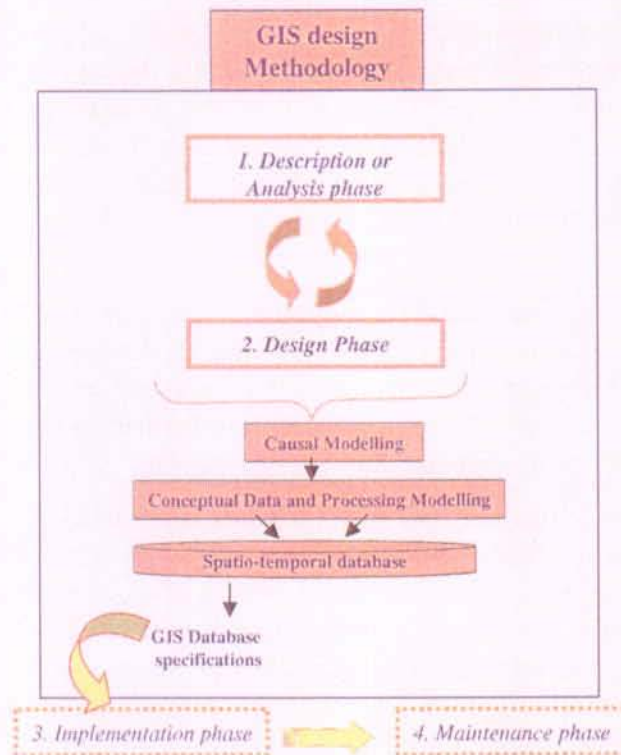 GIS design
Methodology
1. Description or
Analysis phase
2. Design Phase
Causal Modelling
Conceptual Data and Processing Modelling
Spatio-temporal database
GIS Database
specifications
3. Implementation phase
4. Maintenance phase